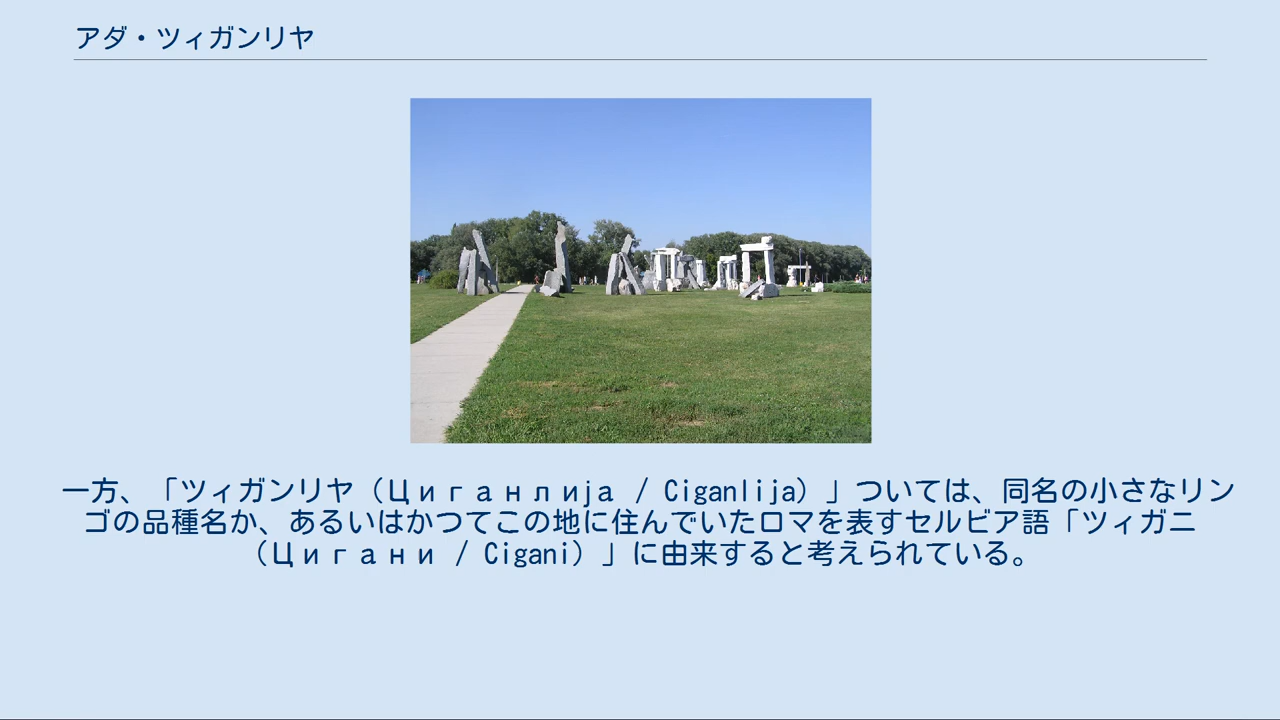 アダ・ツィガンリヤ
一方、「ツィガンリヤ（Циганлија / Ciganlija）」ついては、同名の小さなリン
ゴの品種名か、あるいはかつてこの地に住んでいたロマを表すセルビア語「ツィガニ
（Цигани / Cigani）」に由来すると考えられている。